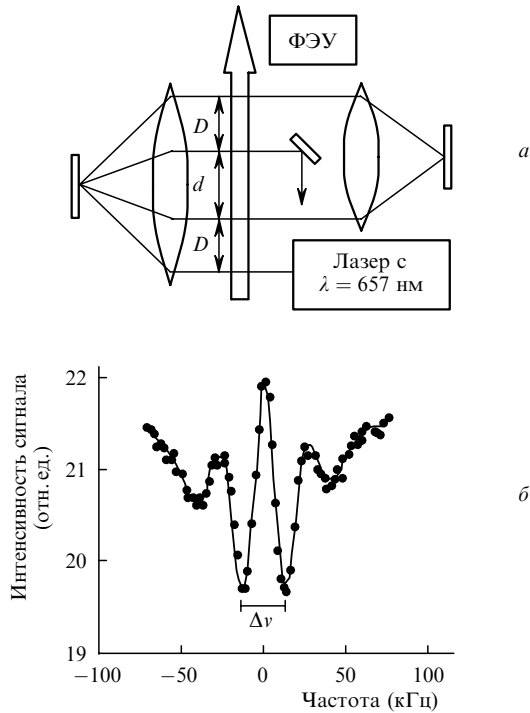 ФЭУ
D
d
D
а
Лазер с
λ = 657 нм
Интенсивность сигнала
(отн. ед.)
22
21
20
19
Δν
−100
−50
0
50
100
Частота (кГц)
б